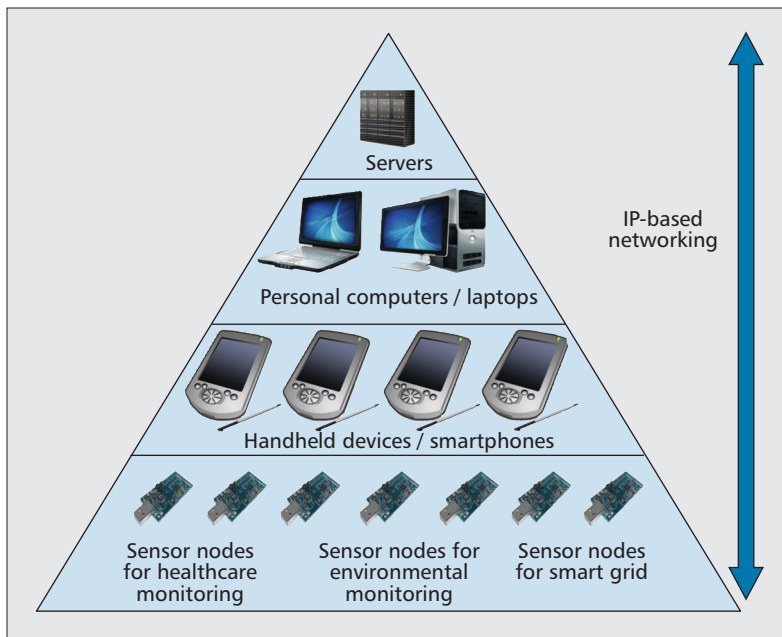 Servers
IP-based
networking
Personal computers / laptops
Handheld devices / smartphones
Sensor nodes
for healthcare
monitoring
Sensor nodes for
environmental
monitoring
Sensor nodes
for smart grid